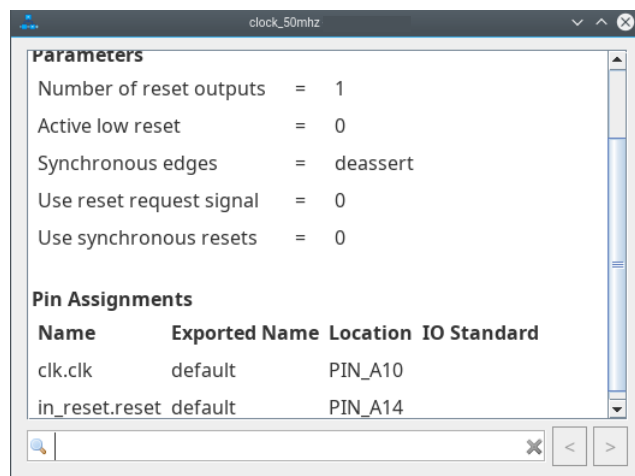 clock_50mhz
Parameters
Number of reset outputs = 1
Active low reset = 0
Synchronous edges = deassert
Use reset request signal = 0
Use synchronous resets = 0
Pin Assignments
Name Exported Name Location IO Standard
clk.clk default PIN_A10
in_reset.reset default PIN_A14
< >